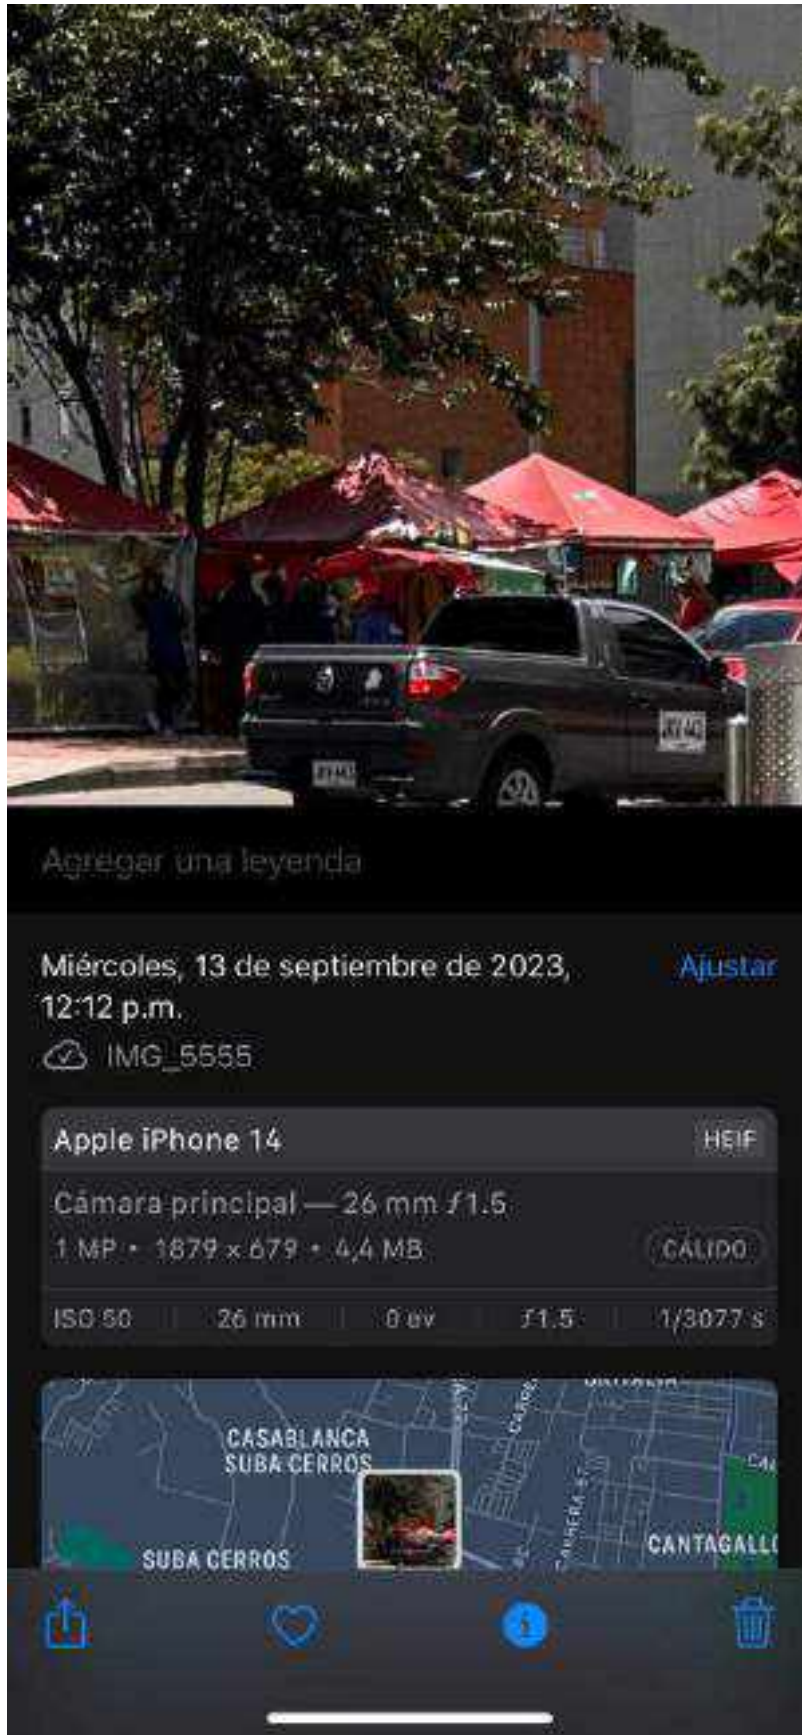 Agregar una leyenda
Miércoles, 13 de septiembre de 2023,
Ajustar
12:12 p.m.
IMG_5555
Apple iPhone 14
HEIF
Cámara principal — 26 mm ƒ1.5
1 MP • 1879 × 679 • 4,4 MB
CÁLIDO
ISO 50
26 mm
0 ev
ƒ1.5
1/3077 s
CASABLANCA
SUBA CERROS
SUBA CERROS
CARRERA 57
CANTAGALLO